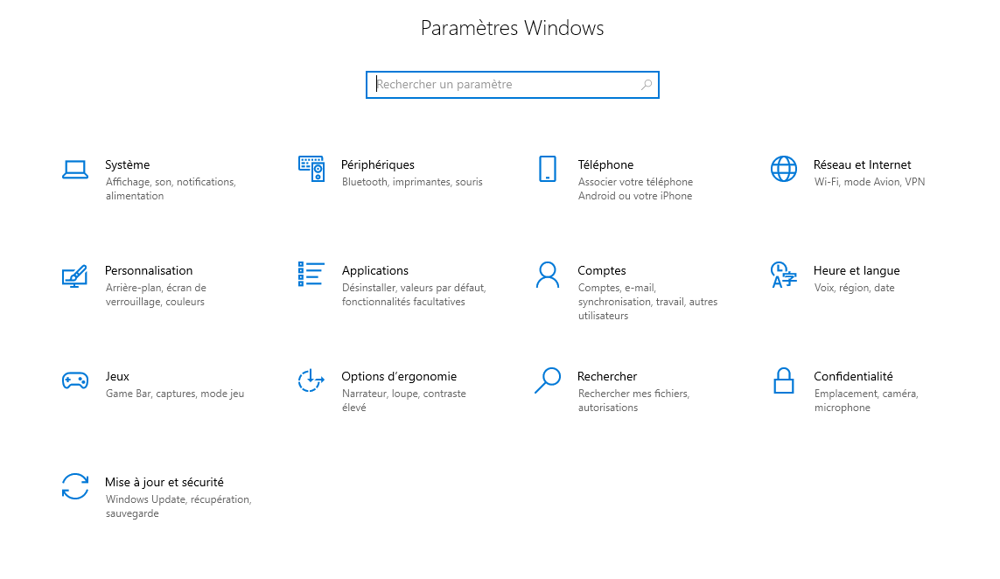 Paramètres Windows
Rechercher un paramètre
Système
Affichage, son, notifications,
alimentation
Périphériques
Bluetooth, imprimantes, souris
Téléphone
Associer votre téléphone
Android ou votre iPhone
Réseau et Internet
Wi-Fi, mode Avion, VPN
Personnalisation
Arrière-plan, écran de
verrouillage, couleurs
Applications
Désinstaller, valeurs par défaut,
fonctionnalités facultatives
Comptes
Comptes, e-mail,
synchronisation, travail, autres
utilisateurs
Heure et langue
Voix, région, date
Jeux
Game Bar, captures, mode jeu
Options d’ergonomie
Narrateur, loupe, contraste
élevé
Rechercher
Rechercher mes fichiers,
autorisations
Confidentialité
Emplacement, caméra,
microphone
Mise à jour et sécurité
Windows Update, récupération,
sauvegarde